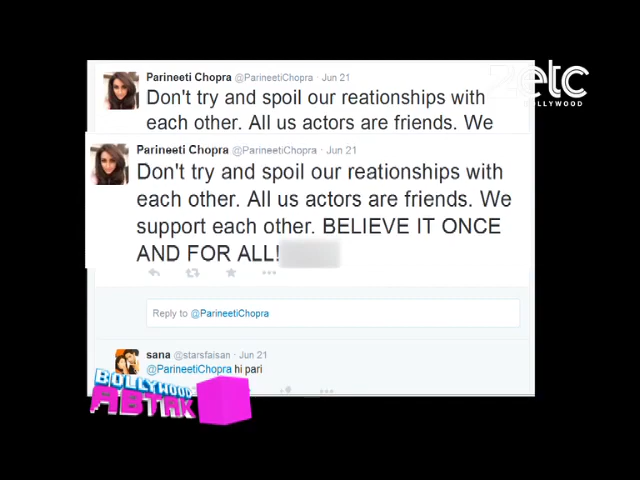 Parineeti Chopra @ParineetiChopra · Jun 21
Don't try and spoil our reationships with
each other. All us actors are friends. We
Parineeti Chopra @ParineetiChopra · Jun 21
Don't try and spoil our reationships with
each other. All us actors are friends. We
support each other. BELIEVE IT ONCE
AND FOR ALL!
Reply to @ParineetiChopra
sana @starsfaisan · Jun 21
@ParineetiChopra hi pari
etc
BOLLYWOOD
BOLLYWOOD
ABTAK